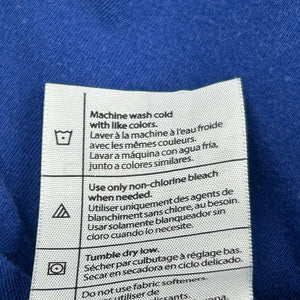 Machine wash cold
with like colors.
Laver à la machine à l'eau froide
avec les mêmes couleurs.
Lavar a máquina con agua fría,
junto a colores similares.
Use only non-chlorine bleach
when needed.
Utiliser uniquement des agents de
blanchiment sans chlore, au besoin.
Usar solamente blanqueador sin
cloro cuando lo necesite.
Tumble dry low.
Sécher par culbutage à réglage bas.
Secar en secadora en ciclo delicado.
Do not use fabric softeners.